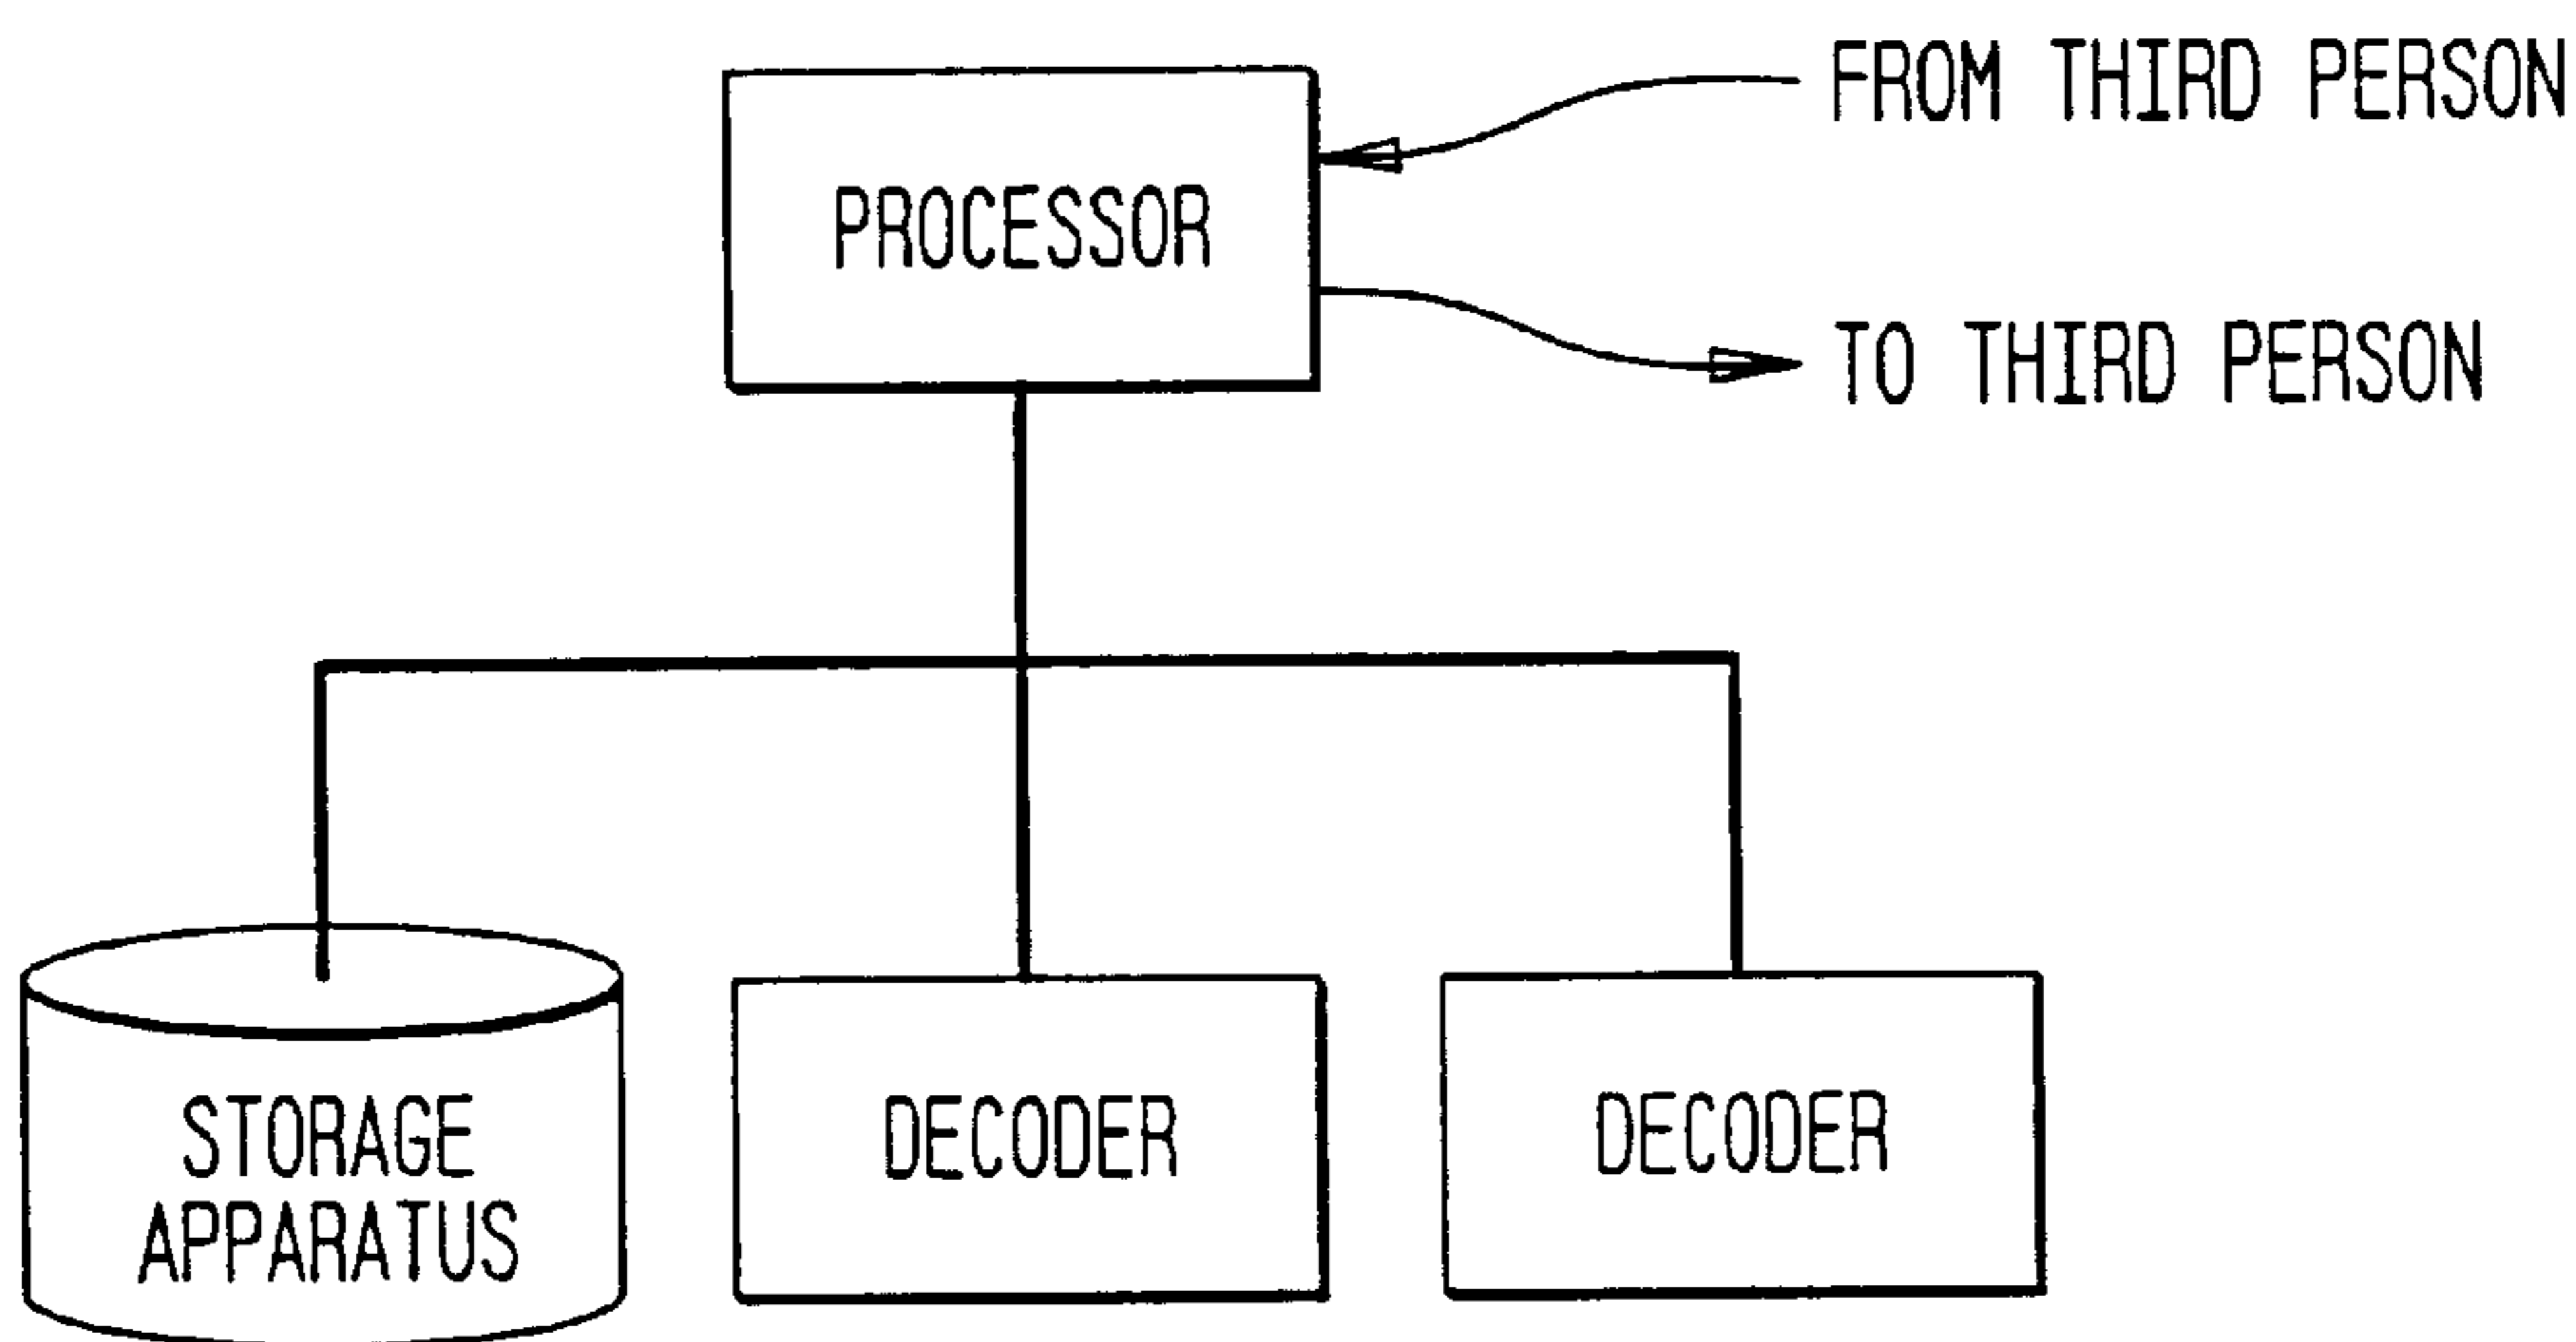 FROM THIRD PERSON
PROCESSOR
TO THIRD PERSON
STORAGE
APPARATUS
DECODER
DECODER